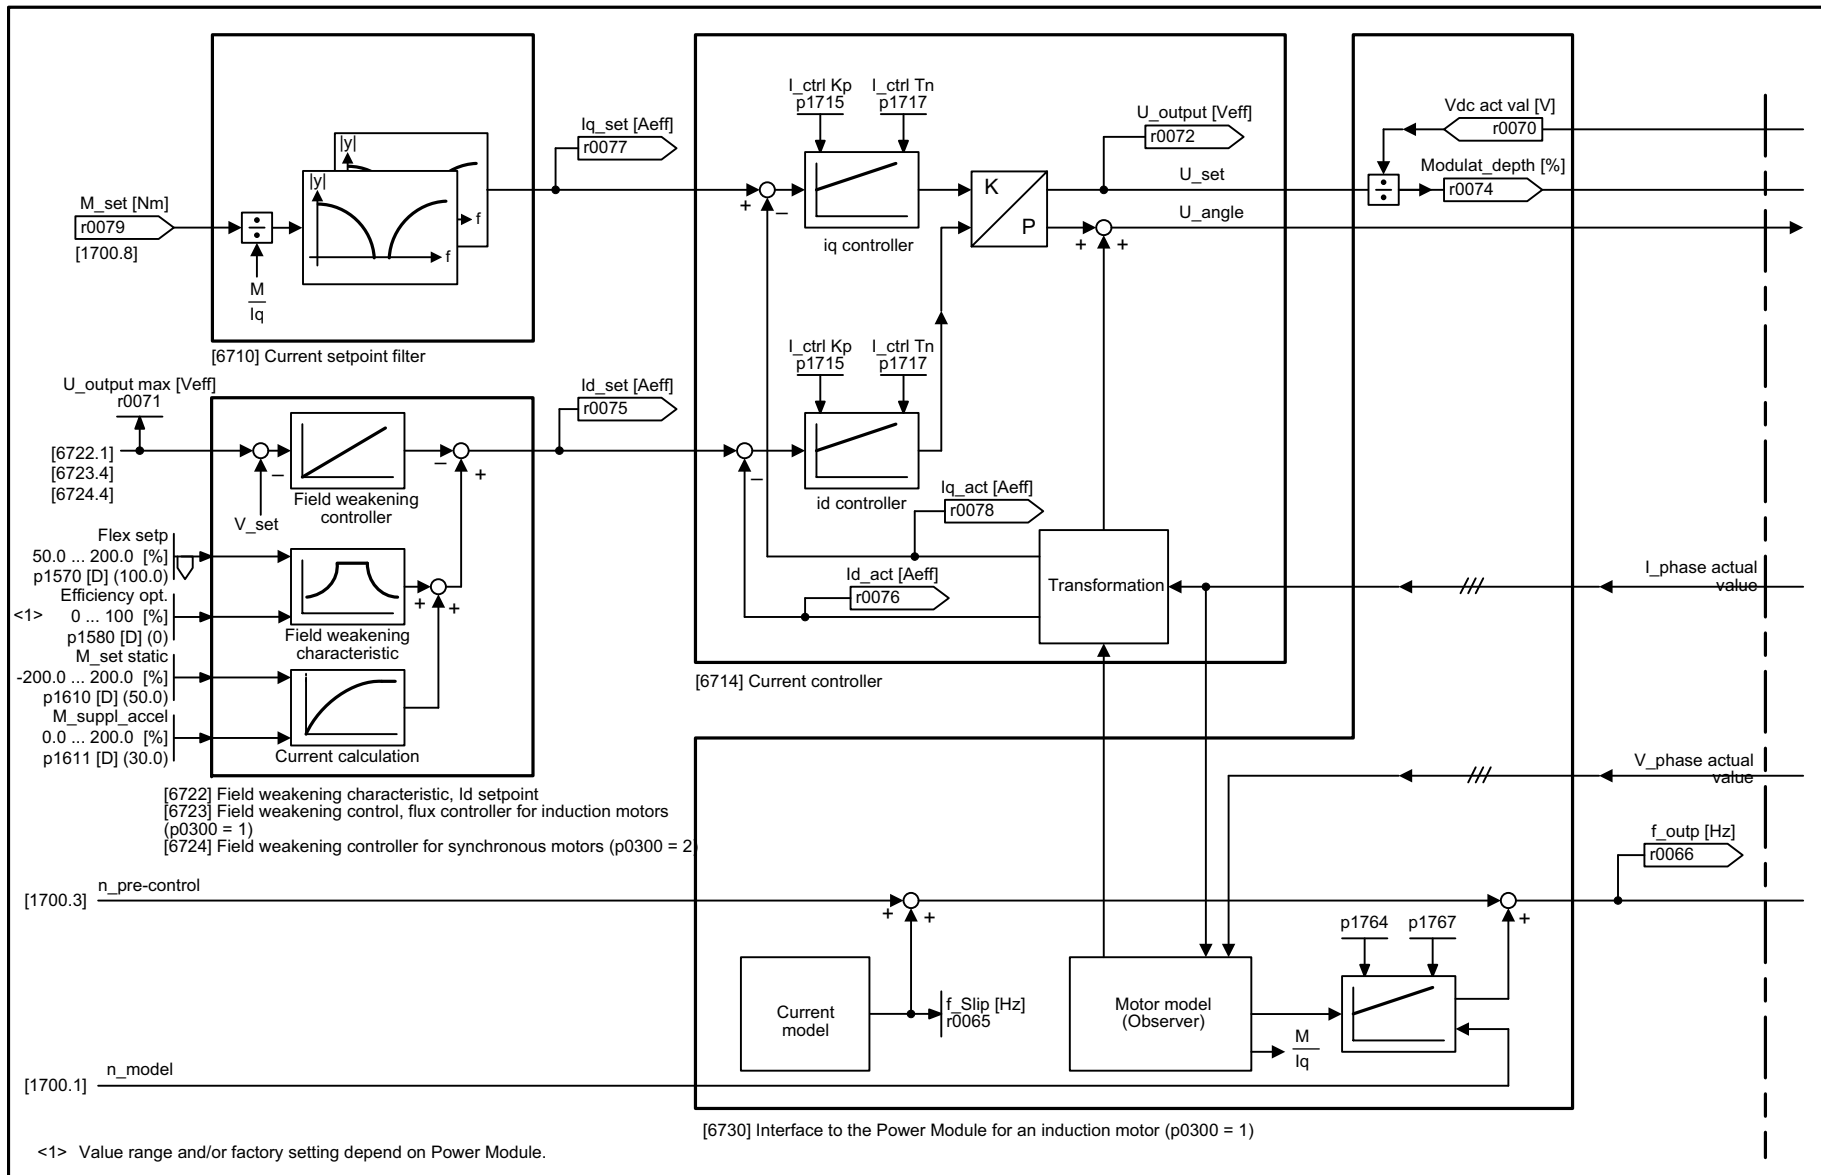 M_set [Nm]
r0079
[1700.8]
M
Iq
|y|
f
|y|
f
[6710] Current setpoint filter
Iq_set [Aeff]
r0077
I_ctrl Kp
p1715
I_ctrl Tn
p1717
+
–
iq controller
K
P
U_output [Veff]
r0072
U_set
U_angle
+
+
Vdc act val [V]
r0070
Modulat_depth [%]
r0074
U_output max [Veff]
r0071
[6722.1]
[6723.4]
[6724.4]
–
V_set
Field weakening
controller
–
+
Id_set [Aeff]
r0075
I_ctrl Kp
p1715
I_ctrl Tn
p1717
–
id controller
Iq_act [Aeff]
r0078
Id_act [Aeff]
r0076
Transformation
I_phase actual
value
Flex setp
50.0 ... 200.0 [%]
p1570 [D] (100.0)
Efficiency opt.
<1> 0 ... 100 [%]
p1580 [D] (0)
+
+
Field weakening
characteristic
M_set static
-200.0 ... 200.0 [%]
p1610 [D] (50.0)
M_suppl_accel
0.0 ... 200.0 [%]
p1611 [D] (30.0)
Current calculation
[6714] Current controller
V_phase actual
value
[6722] Field weakening characteristic, Id setpoint
[6723] Field weakening control, flux controller for induction motors
(p0300 = 1)
[6724] Field weakening controller for synchronous motors (p0300 = 2)
f_outp [Hz]
r0066
[1700.3]
n_pre-control
+
+
+
p1764
p1767
Current
model
f_Slip [Hz]
r0065
Motor model
(Observer)
M
Iq
[1700.1]
n_model
[6730] Interface to the Power Module for an induction motor (p0300 = 1)
<1> Value range and/or factory setting depend on Power Module.